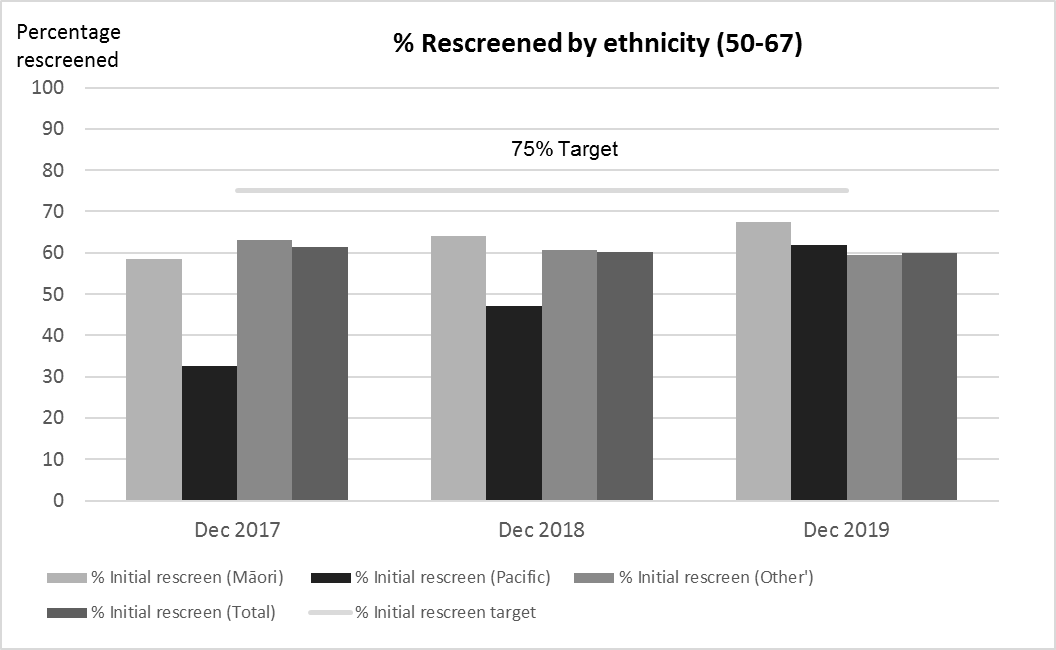 Percentage
rescreened
% Rescreened by ethnicity (50-67)
100
90
80
70
60
50
40
30
20
10
0
75% Target
Dec 2017
Dec 2018
Dec 2019
% Initial rescreen (Māori)
% Initial rescreen (Pacific)
% Initial rescreen (Other')
% Initial rescreen (Total)
% Initial rescreen target